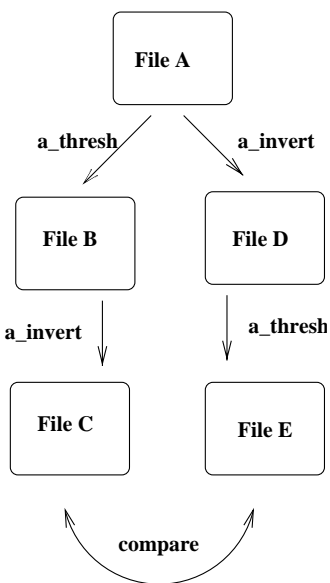 File A
a_thresh
a_invert
File B
File D
a_invert
a_thresh
File C
File E
compare